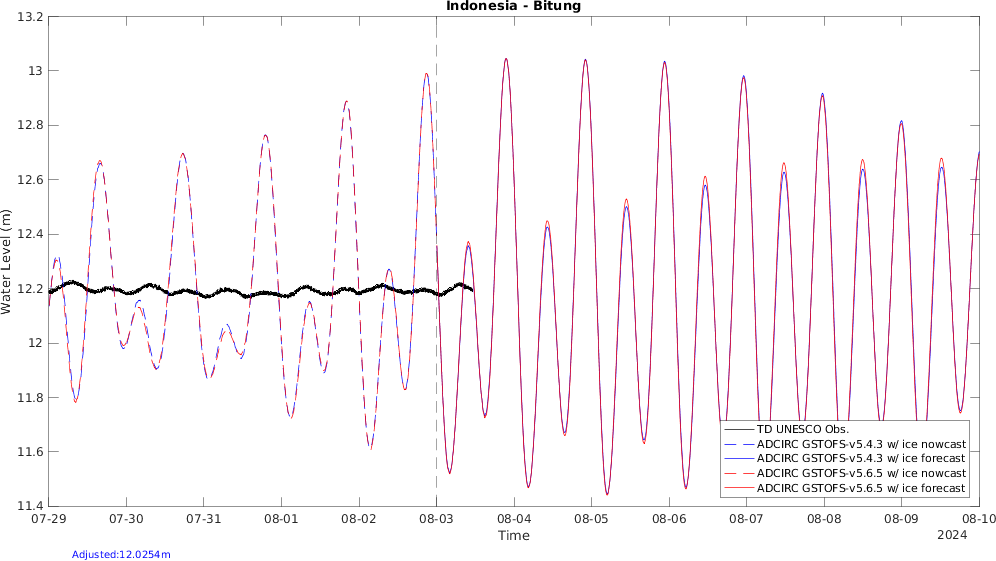 Indonesia - Bitung
13.2
13
12.8
12.6
12.4
12.2
12
11.8
11.6
11.4
Water Level (m)
TD UNESCO Obs.
ADCIRC GSTOFS-v5.4.3 w/ ice nowcast
ADCIRC GSTOFS-v5.4.3 w/ ice forecast
ADCIRC GSTOFS-v5.6.5 w/ ice nowcast
ADCIRC GSTOFS-v5.6.5 w/ ice forecast
07-29 07-30 07-31 08-01 08-02 08-03 08-04 08-05 08-06 08-07 08-08 08-09 08-10
Time
2024
Adjusted:12.0254m